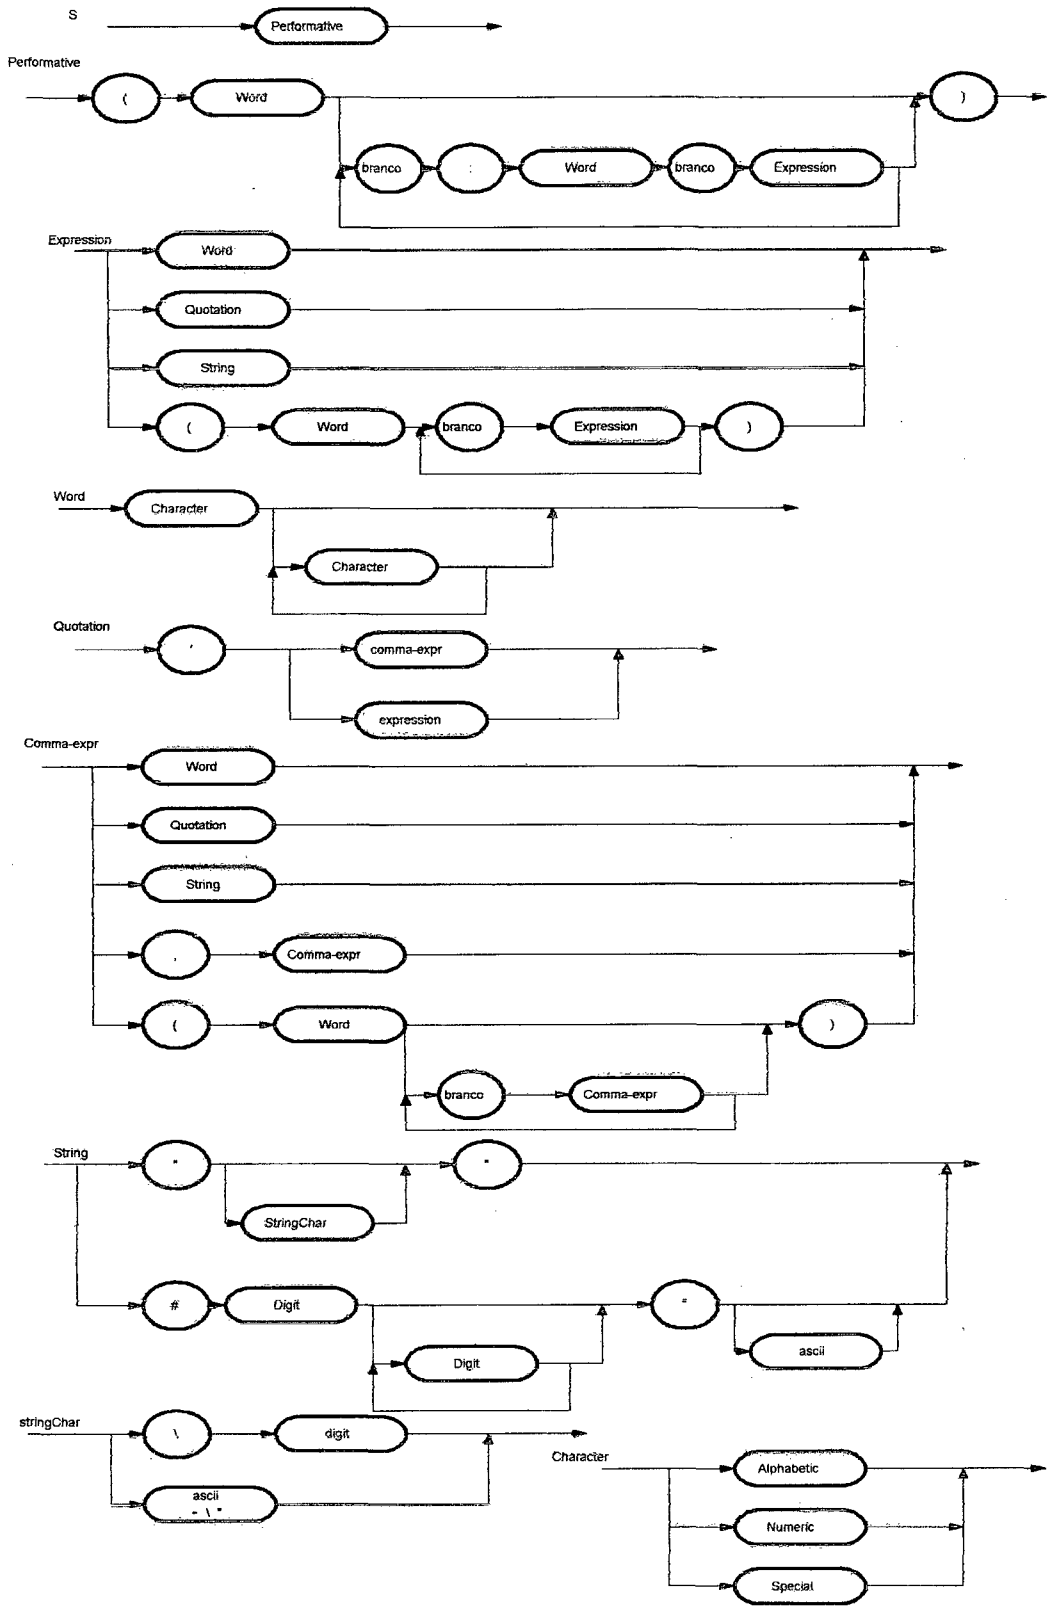 S
Performative
Performative
( Word )
branco : Word branco Expression
Expression
Word
Quotation
String
( Word branco Expression )
Word
Character
Character
Quotation
' comma-expr
expression
Comma-expr
Word
Quotation
String
, Comma-expr
( Word )
branco Comma-expr
String
" "
StringChar
# Digit "
Digit ascii
stringChar
\ digit
ascii
- \ "
Character
Alphabetic
Numeric
Special